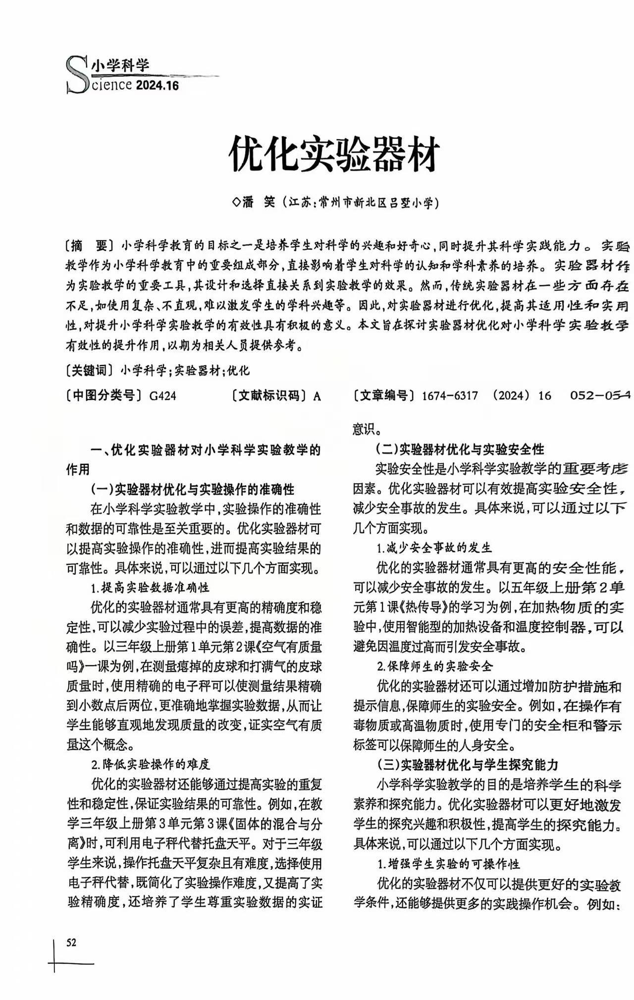 小学科学
Science 2024.16
优化实验器材
◇潘 笑(江苏:常州市新北区吕墅小学)
〔摘 要〕小学科学教育的目标之一是培养学生对科学的兴趣和好奇心,同时提升其科学实践能力。实验
教学作为小学科学教育中的重要组成部分,直接影响着学生对科学的认知和学科素养的培养。实验器材作
为实验教学的重要工具,其设计和选择直接关系到实验教学的效果。然而,传统实验器材在一些方面存在
不足,如使用复杂、不直观,难以激发学生的学科兴趣等。因此,对实验器材进行优化,提高其适用性和实用
性,对提升小学科学实验教学的有效性具有积极的意义。本文旨在探讨实验器材优化对小学科学实验教学
有效性的提升作用,以期为相关人员提供参考。
〔关键词〕小学科学;实验器材;优化
〔中图分类号〕G424 〔文献标识码〕A 〔文章编号〕1674-6317 (2024) 16 052-054
一、优化实验器材对小学科学实验教学的
作用
(一)实验器材优化与实验操作的准确性
在小学科学实验教学中,实验操作的准确性
和数据的可靠性是至关重要的。优化实验器材可
以提高实验操作的准确性,进而提高实验结果的
可靠性。具体来说,可以通过以下几个方面实现。
1.提高实验数据准确性
优化的实验器材通常具有更高的精确度和稳
定性,可以减少实验过程中的误差,提高数据的准
确性。以三年级上册第1单元第2课《空气有质量
吗》一课为例,在测量瘪掉的皮球和打满气的皮球
质量时,使用精确的电子秤可以使测量结果精确
到小数点后两位,更准确地掌握实验数据,从而让
学生能够直观地发现质量的改变,证实空气有质
量这个概念。
2.降低实验操作的难度
优化的实验器材还能够通过提高实验的重复
性和稳定性,保证实验结果的可靠性。例如,在教
学三年级上册第3单元第3课《固体的混合与分
离》时,可利用电子秤代替托盘天平。对于三年级
学生来说,操作托盘天平复杂且有难度,选择使用
电子秤代替,既简化了实验操作难度,又提高了实
验精确度,还培养了学生尊重实验数据的实证
意识。
(二)实验器材优化与实验安全性
实验安全性是小学科学实验教学的重要考虑
因素。优化实验器材可以有效提高实验安全性,
减少安全事故的发生。具体来说,可以通过以下
几个方面实现。
1.减少安全事故的发生
优化的实验器材通常具有更高的安全性能,
可以减少安全事故的发生。以五年级上册第2单
元第1课《热传导》的学习为例,在加热物质的实
验中,使用智能型的加热设备和温度控制器,可以
避免因温度过高而引发安全事故。
2.保障师生的实验安全
优化的实验器材还可以通过增加防护措施和
提示信息,保障师生的实验安全。例如,在操作有
毒物质或高温物质时,使用专门的安全柜和警示
标签可以保障师生的人身安全。
(三)实验器材优化与学生探究能力
小学科学实验教学的目的是培养学生的科学
素养和探究能力。优化实验器材可以更好地激发
学生的探究兴趣和积极性,提高学生的探究能力。
具体来说,可以通过以下几个方面实现。
1.增强学生实验的可操作性
优化的实验器材不仅可以提供更好的实验教
学条件,还能够提供更多的实践操作机会。例如:
52